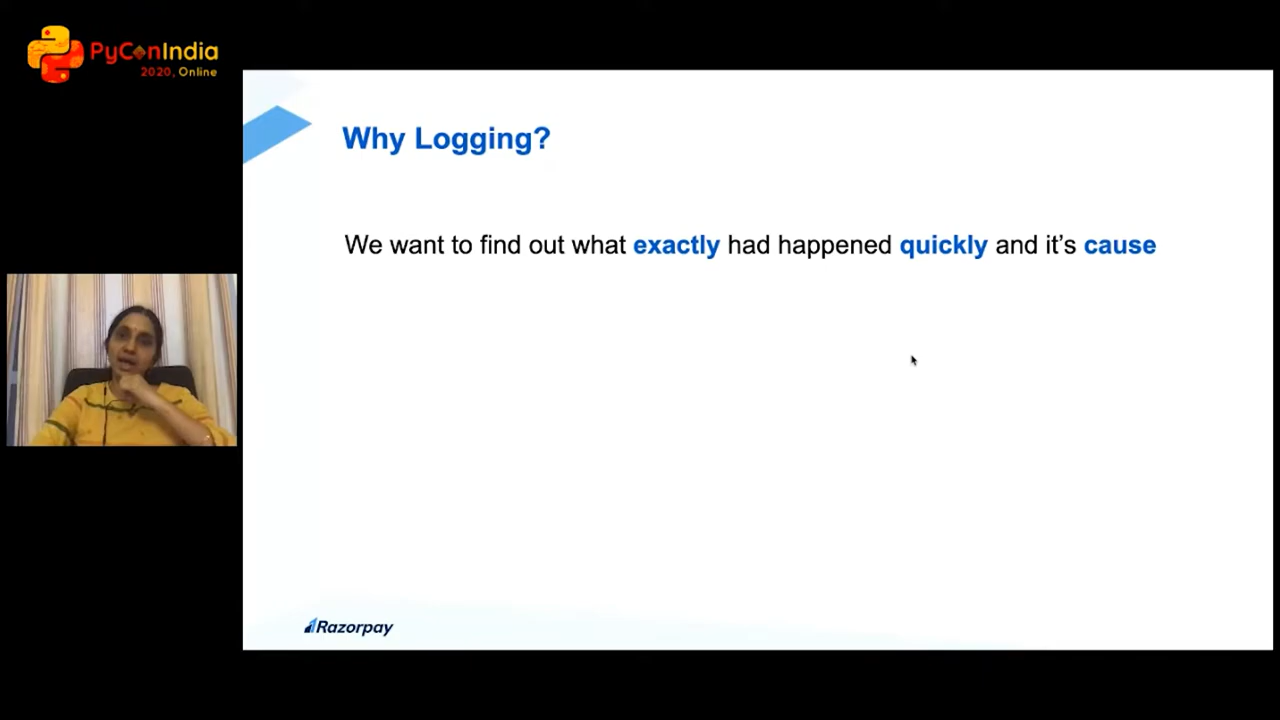 PyConIndia
2020, Online
Why Logging?
We want to find out what exactly had happened quickly and it’s cause
Razorpay